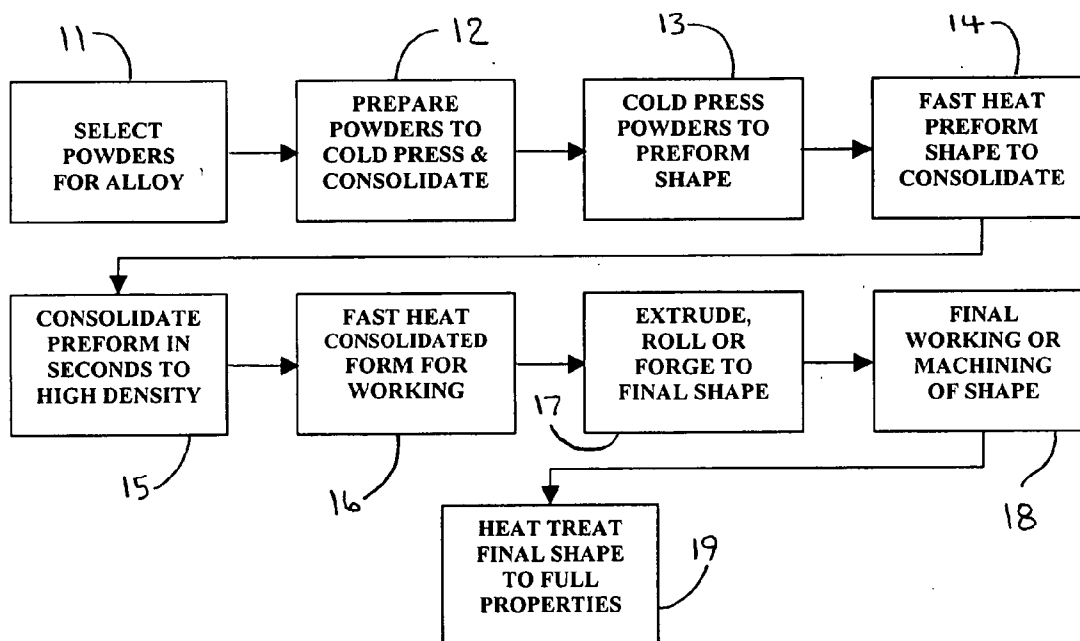 11
12
13
14
SELECT
POWDERS
FOR ALLOY
PREPARE
POWDERS TO
COLD PRESS &
CONSOLIDATE
COLD PRESS
POWDERS TO
PREFORM
SHAPE
FAST HEAT
PREFORM
SHAPE TO
CONSOLIDATE
CONSOLIDATE
PREFORM IN
SECONDS TO
HIGH DENSITY
FAST HEAT
CONSOLIDATED
FORM FOR
WORKING
EXTRUDE,
ROLL OR
FORGE TO
FINAL SHAPE
FINAL
WORKING OR
MACHINING
OF SHAPE
15
16
17
18
HEAT TREAT
FINAL SHAPE
TO FULL
PROPERTIES
19